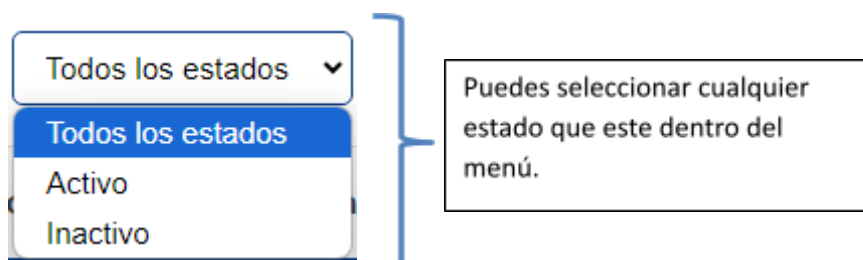 Todos los estados
Todos los estados
Activo
Inactivo
Puedes seleccionar cualquier
estado que este dentro del
menú.